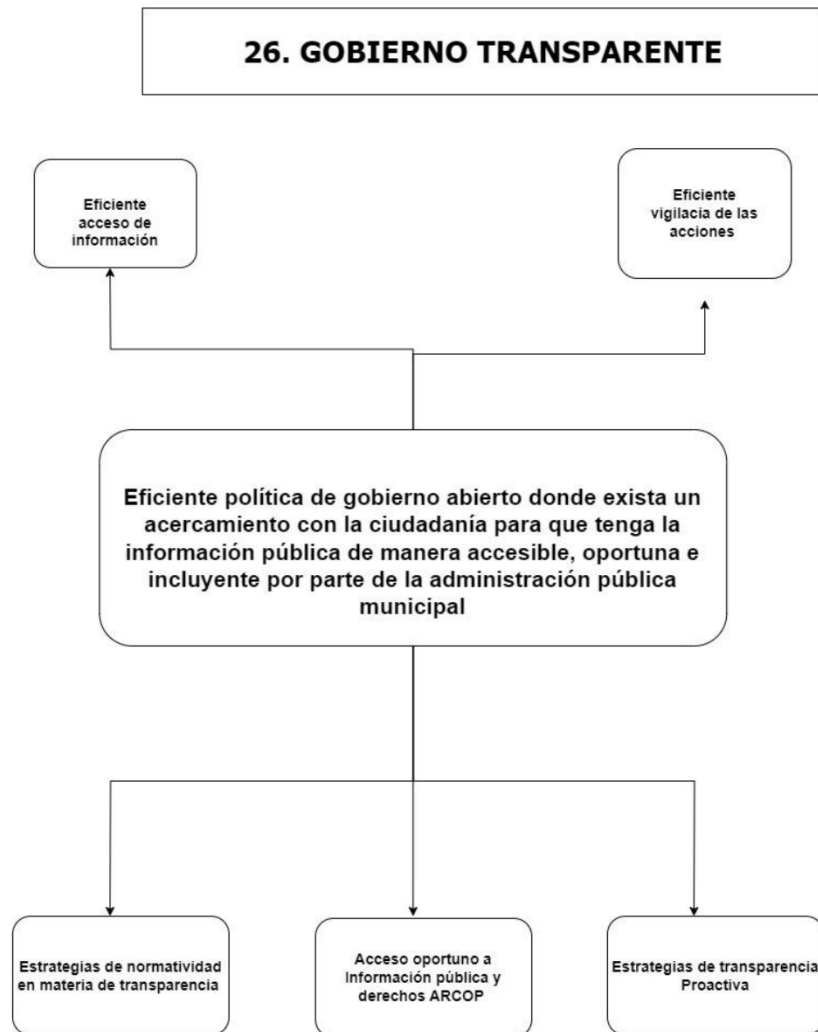 26. GOBIERNO TRANSPARENTE
Eficiente
acceso de
información
Eficiente
vigilacia de las
acciones
Eficiente política de gobierno abierto donde exista un
acercamiento con la ciudadanía para que tenga la
información pública de manera accesible, oportuna e
incluyente por parte de la administración pública
municipal
Estrategias de normatividad
en materia de transparencia
Acceso oportuno a
Información pública y
derechos ARCOP
Estrategias de transparencia
Proactiva